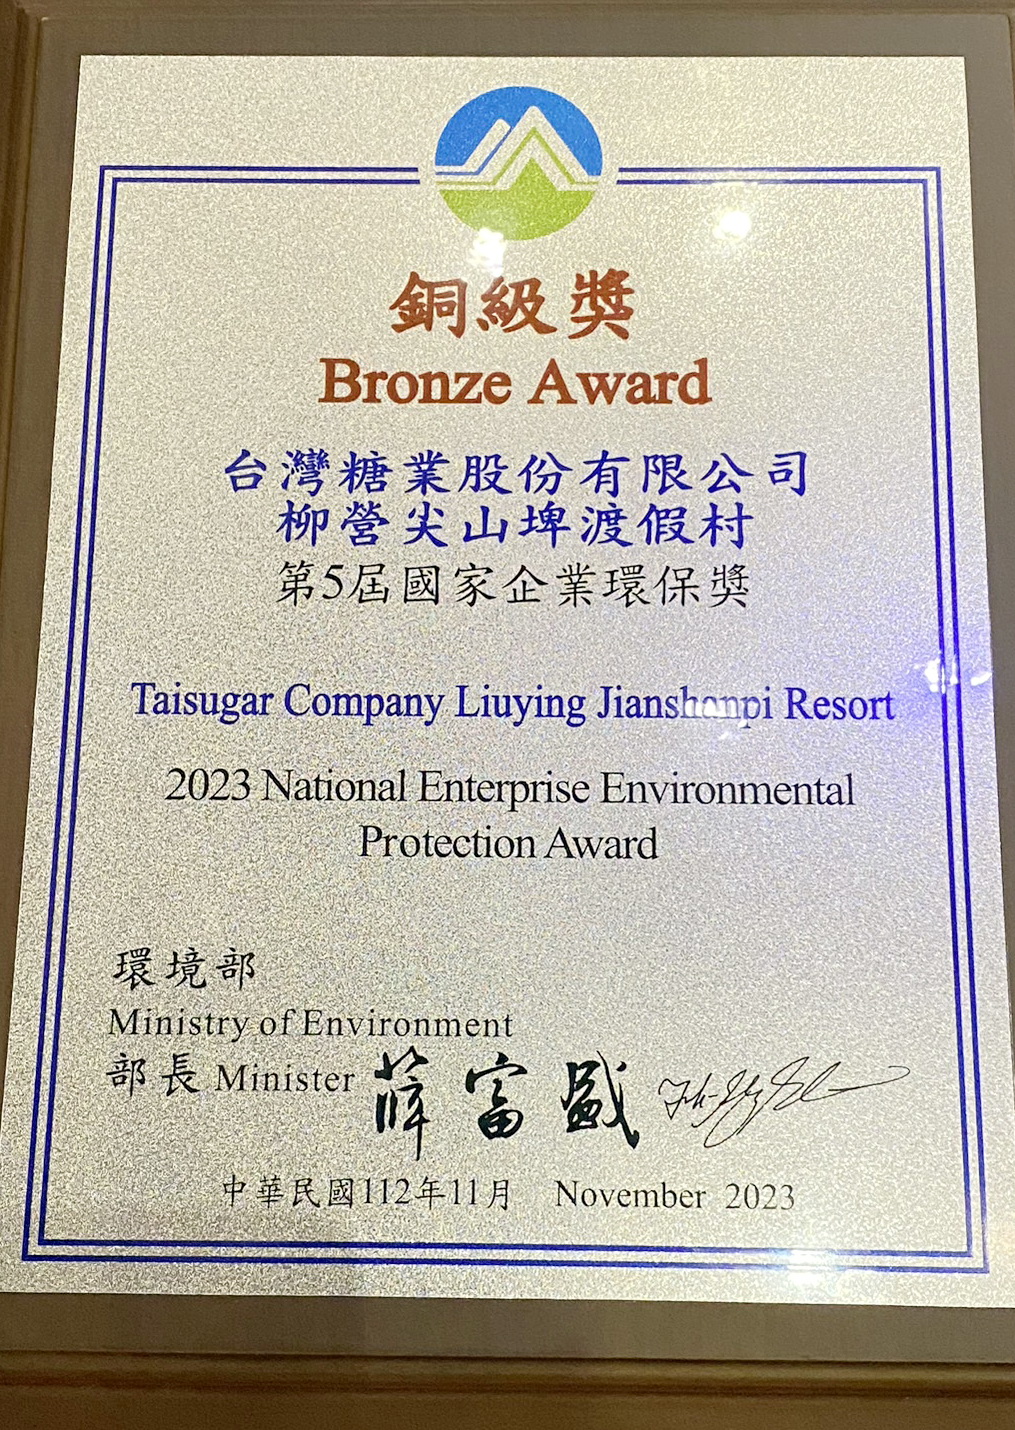 銅級獎
Bronze Award
台灣糖業股份有限公司
柳營尖山埤渡假村
第5屆國家企業環保獎
Taisugar Company Liuying Jianshanpi Resort
2023 National Enterprise Environmental
Protection Award
環境部
Ministry of Environment
部長 Minister 薛富盛
中華民國112年11月 November 2023